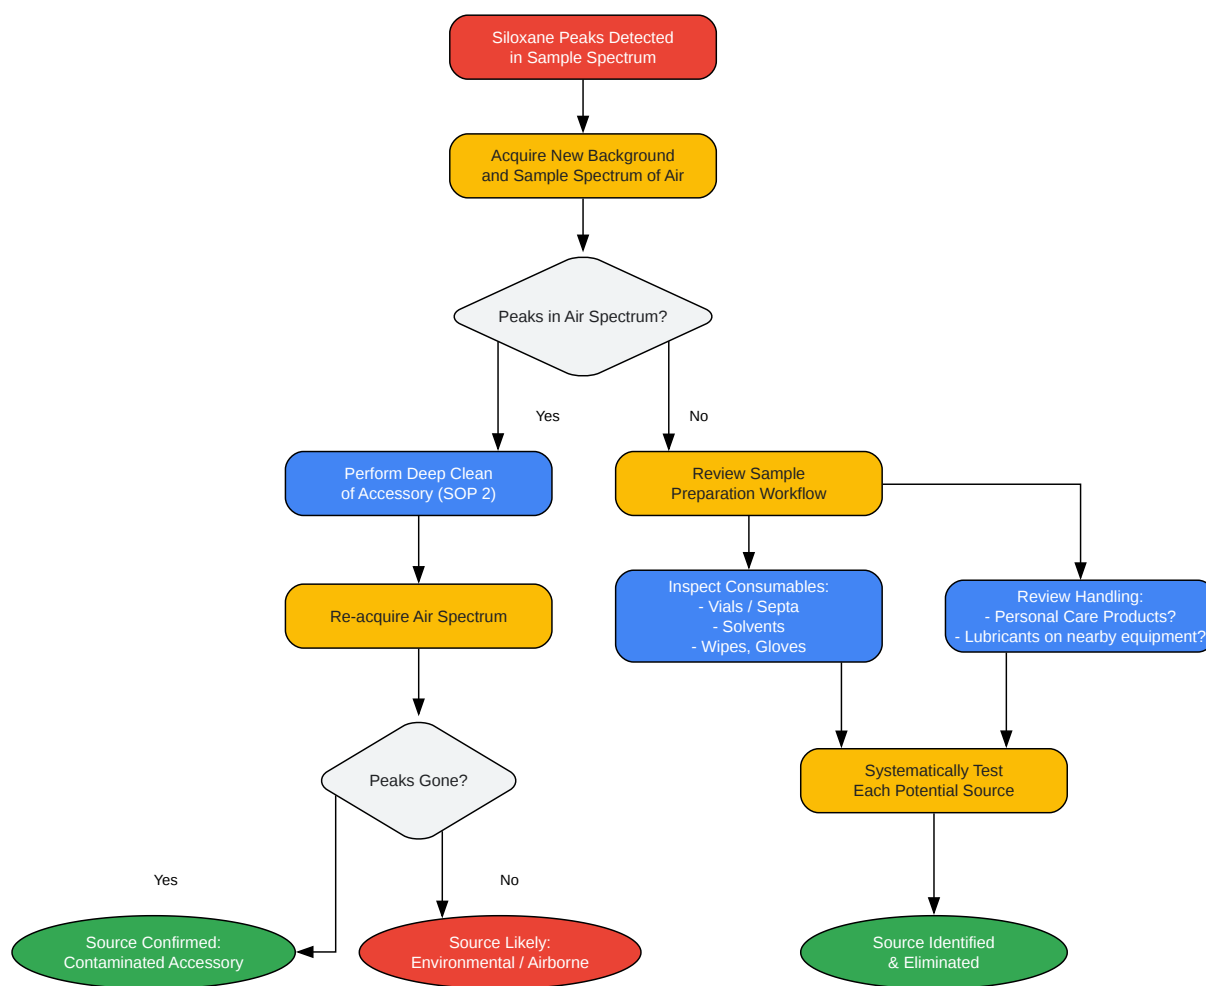 Siloxane Peaks Detected
in Sample Spectrum
Acquire New Background
and Sample Spectrum of Air
Peaks in Air Spectrum?
Yes
No
Perform Deep Clean
of Accessory (SOP 2)
Review Sample
Preparation Workflow
Re-acquire Air Spectrum
Inspect Consumables:
- Vials / Septa
- Solvents
- Wipes, Gloves
Review Handling:
- Personal Care Products?
- Lubricants on nearby equipment?
Peaks Gone?
Systematically Test
Each Potential Source
Yes
No
Source Confirmed:
Contaminated Accessory
Source Likely:
Environmental / Airborne
Source Identified
& Eliminated